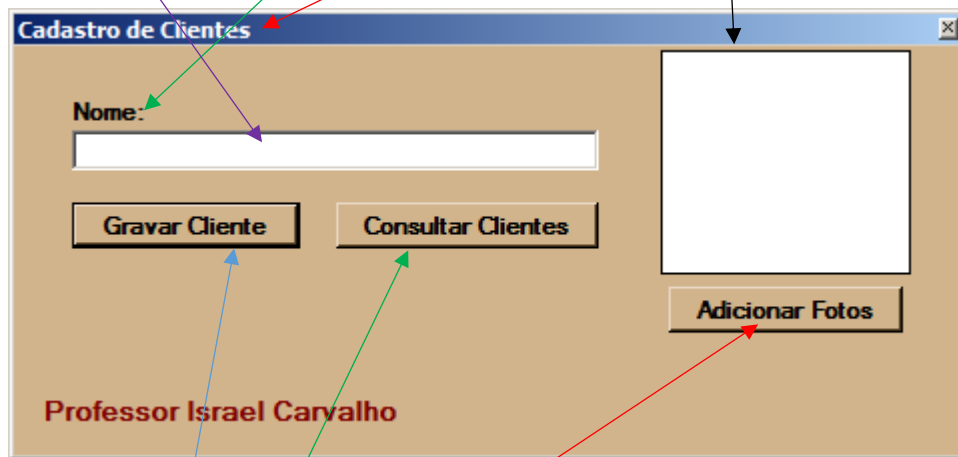 Cadastro de Clientes
Nome:
Gravar Cliente
Consultar Clientes
Adicionar Fotos
Professor Israel Carvalho